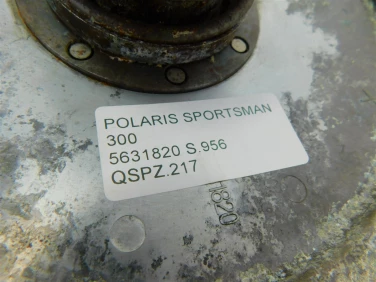 POLARIS SPORTSMAN
300
5631820 S.956
QSPZ.217